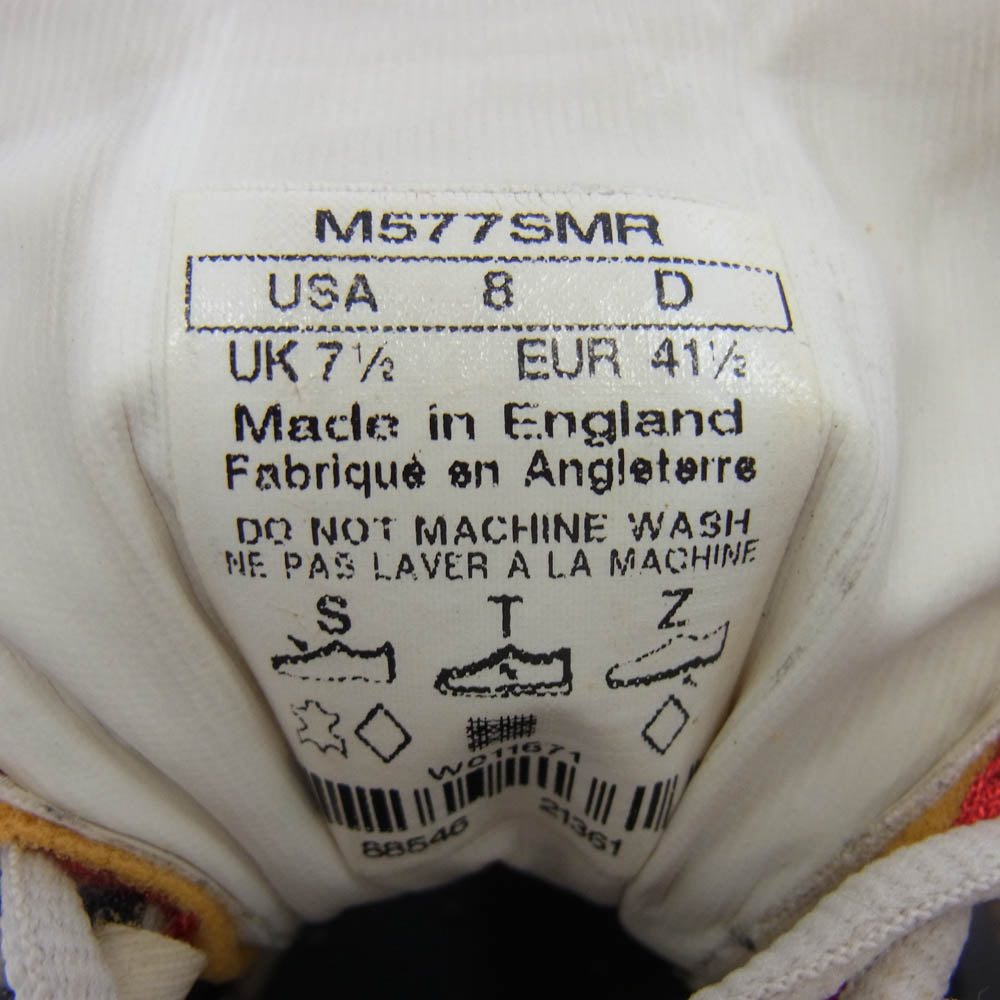 M577SMR
USA 8 D
UK 7½ EUR 41½
Made in England
Fabriqué en Angleterre
DO NOT MACHINE WASH
NE PAS LAVER A LA MACHINE
S T Z
W011671
88546 21361